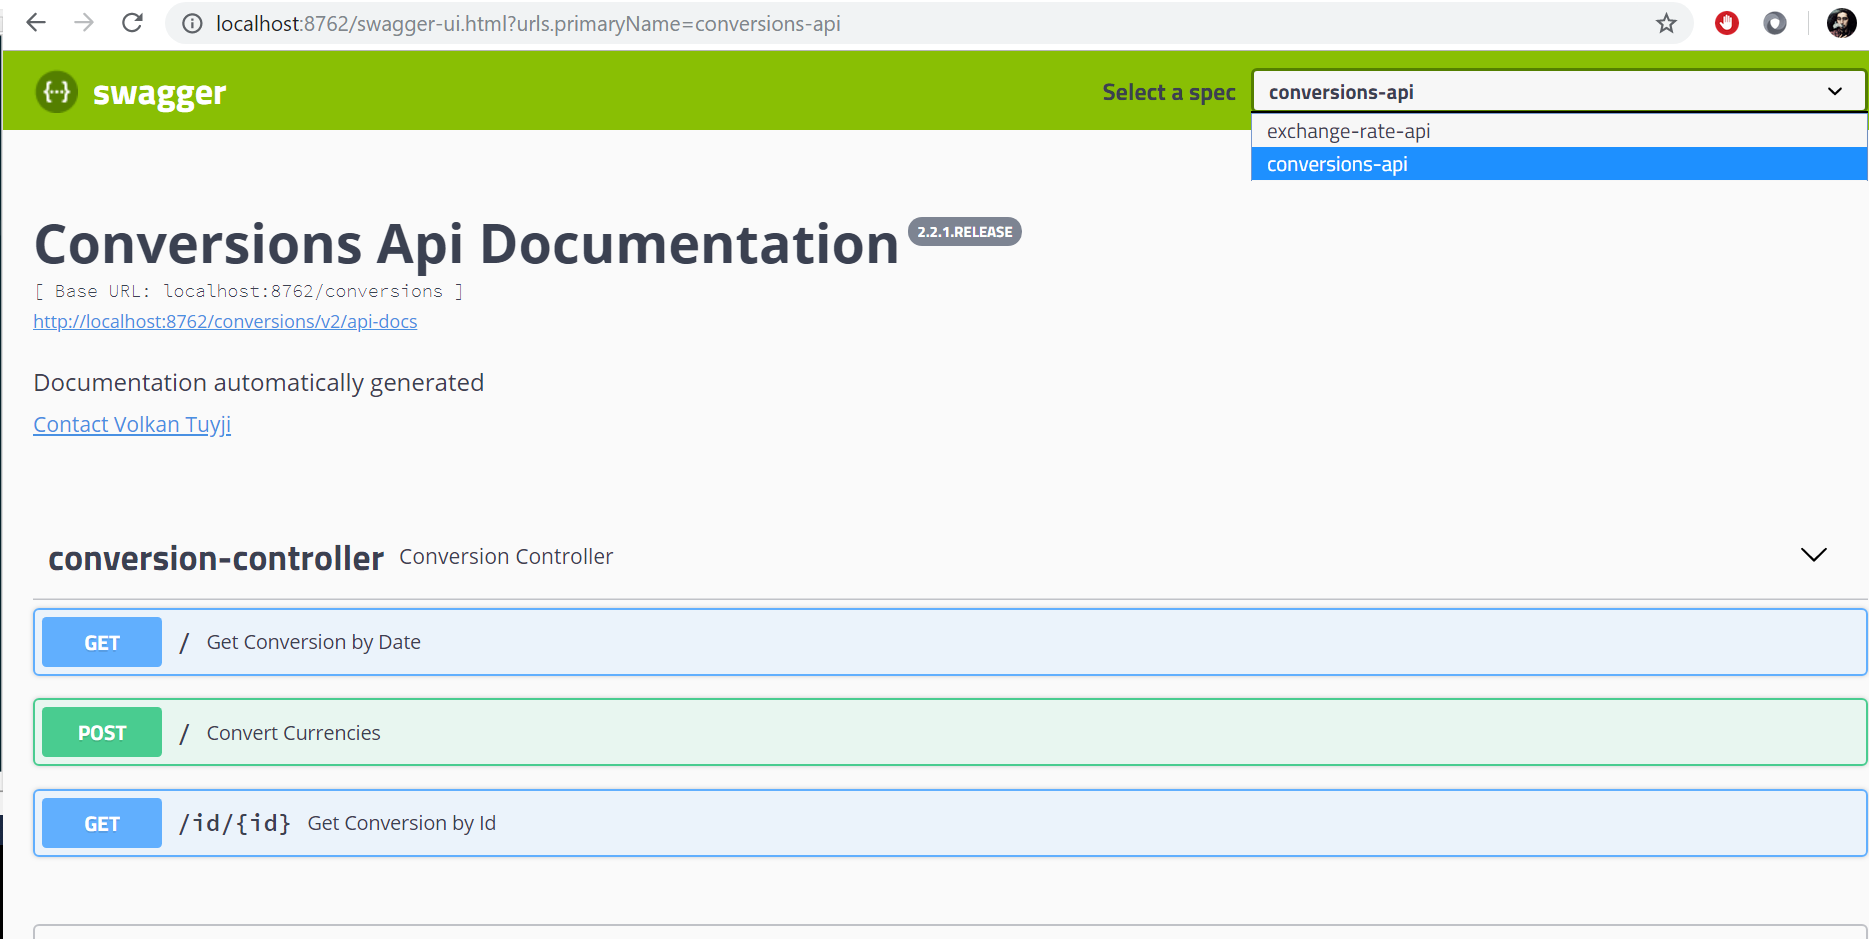 localhost:8762/swagger-ui.html?urls.primaryName=conversions-api
{···} swagger
Select a spec
conversions-api
exchange-rate-api
conversions-api
Conversions Api Documentation 2.2.1.RELEASE
[ Base URL: localhost:8762/conversions ]
http://localhost:8762/conversions/v2/api-docs
Documentation automatically generated
Contact Volkan Tuyji
conversion-controller Conversion Controller
GET / Get Conversion by Date
POST / Convert Currencies
GET /id/{id} Get Conversion by Id